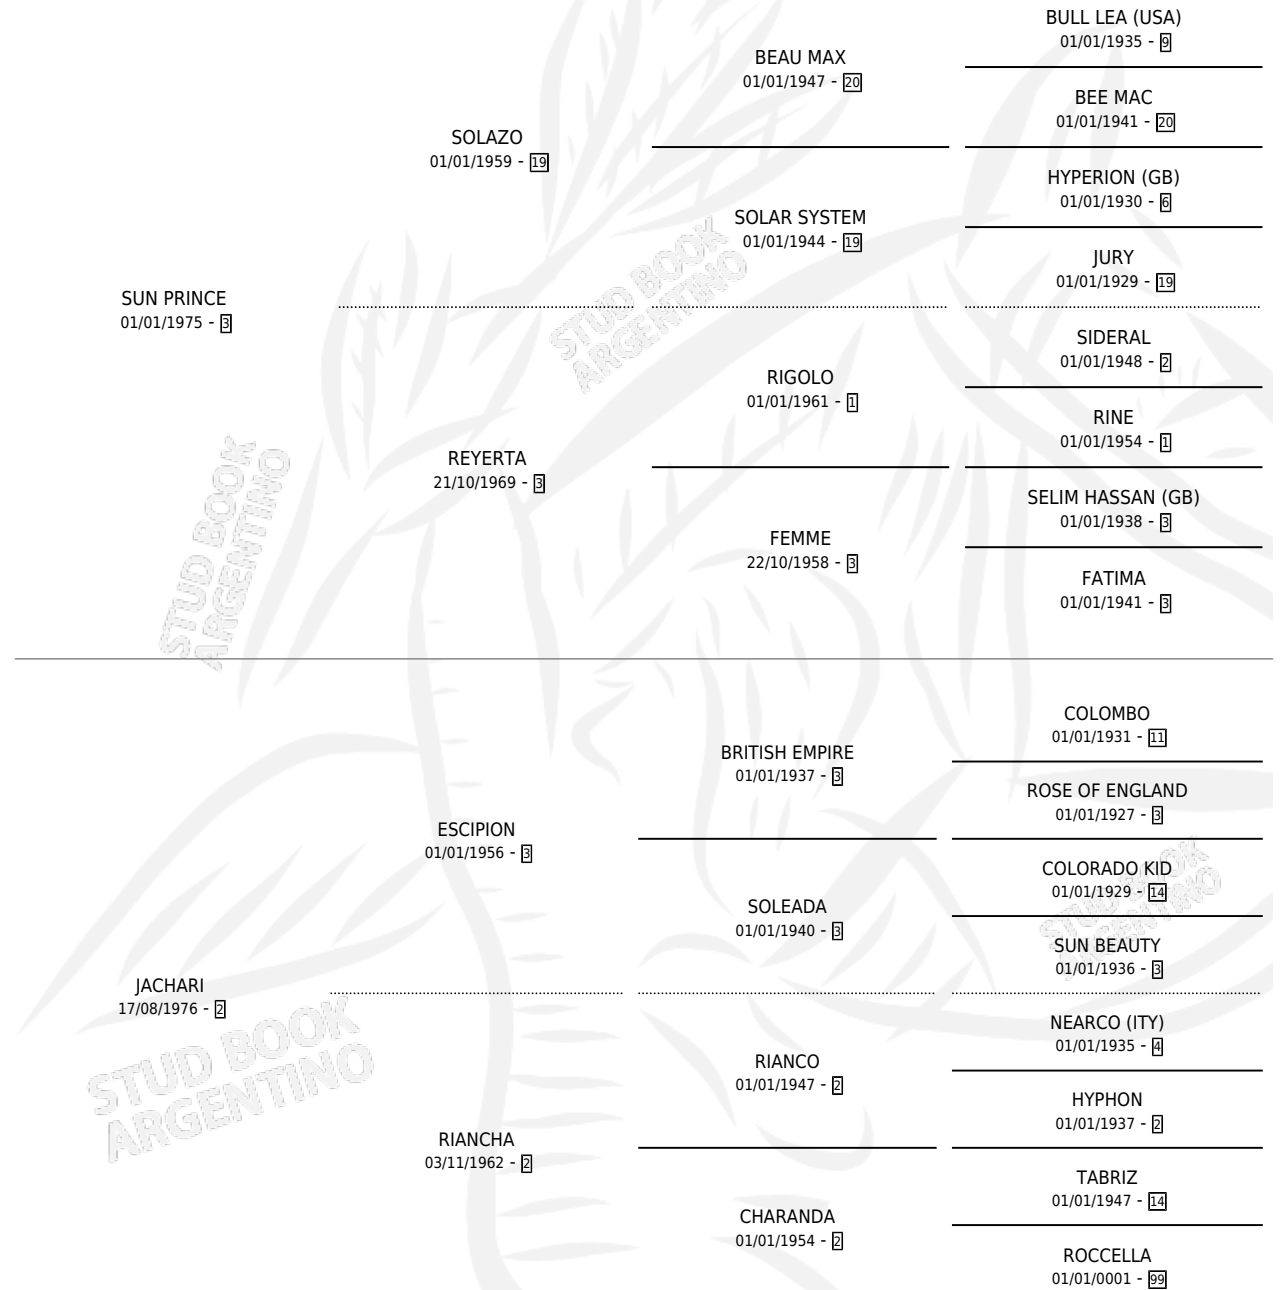 BULL LEA (USA)
01/01/1935 - 9
BEAU MAX
01/01/1947 - 20
BEE MAC
01/01/1941 - 20
SOLAZO
01/01/1959 - 19
HYPERION (GB)
01/01/1930 - 6
SOLAR SYSTEM
01/01/1944 - 19
JURY
01/01/1929 - 19
SUN PRINCE
01/01/1975 - 3
STUD BOOK
ARGENTINO
SIDERAL
01/01/1948 - 2
RIGOLO
01/01/1961 - 1
RINE
01/01/1954 - 1
REYERTA
21/10/1969 - 3
SELIM HASSAN (GB)
01/01/1938 - 3
FEMME
22/10/1958 - 3
FATIMA
01/01/1941 - 3
STUD BOOK
ARGENTINO
COLOMBO
01/01/1931 - 11
BRITISH EMPIRE
01/01/1937 - 3
ROSE OF ENGLAND
01/01/1927 - 3
ESCIPION
01/01/1956 - 3
COLORADO KID
01/01/1929 - 14
SOLEADA
01/01/1940 - 3
STUD BOOK
ARGENTINO
SUN BEAUTY
01/01/1936 - 3
JACHARI
17/08/1976 - 2
NEARCO (ITY)
01/01/1935 - 4
RIANCO
01/01/1947 - 2
HYPHON
01/01/1937 - 2
STUD BOOK
ARGENTINO
RIANCHA
03/11/1962 - 2
TABRIZ
01/01/1947 - 14
CHARANDA
01/01/1954 - 2
ROCCELLA
01/01/0001 - 99